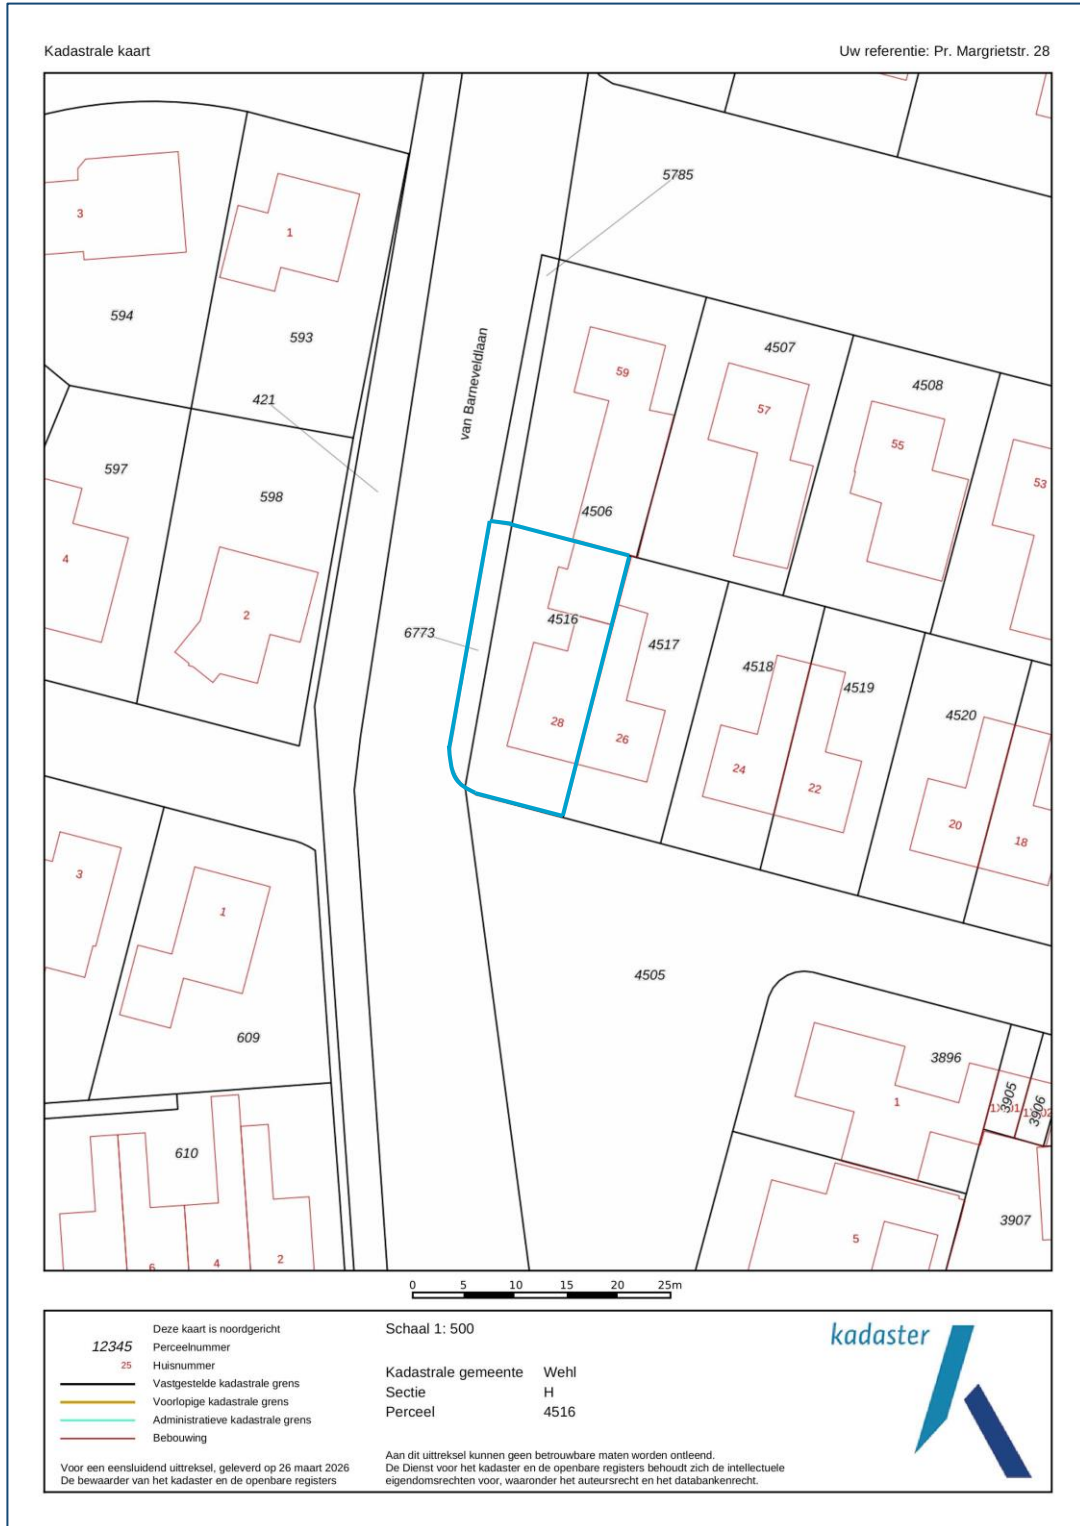 Kadastrale kaart
Uw referentie: Pr. Margrietstr. 28
5785
3
1
594
593
van Barneveldlaan
4507
59
57
4508
421
55
597
598
53
4506
4
2
4516
6773
4517
4518
4519
28
26
4520
24
22
20
18
3
1
4505
609
3896
1
3905
3906
610
3907
5
6
4
2
0 5 10 15 20 25m
Deze kaart is noordgericht
12345 Perceelnummer
25 Huisnummer
Vastgestelde kadastrale grens
Voorlopige kadastrale grens
Administratieve kadastrale grens
Bebouwing
Voor een eensluidend uittreksel, geleverd op 26 maart 2026
De bewaarder van het kadaster en de openbare registers
Schaal 1: 500
Kadastrale gemeente Wehl
Sectie H
Perceel 4516
Aan dit uittreksel kunnen geen betrouwbare maten worden ontleend.
De Dienst voor het kadaster en de openbare registers behoudt zich de intellectuele
eigendomsrechten voor, waaronder het auteursrecht en het databankenrecht.
kadaster